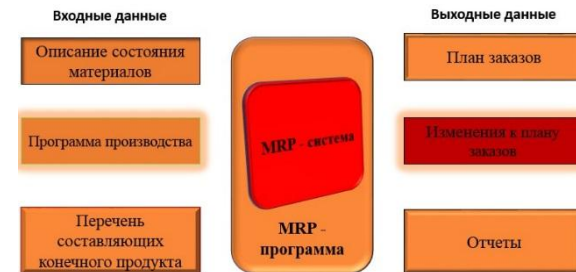 Входные данные
Описание состояния
материалов
Программа производства
Перечень
составляющих
конечного продукта
MRP - система
MRP -
программа
Выходные данные
План заказов
Изменения к плану
заказов
Отчеты